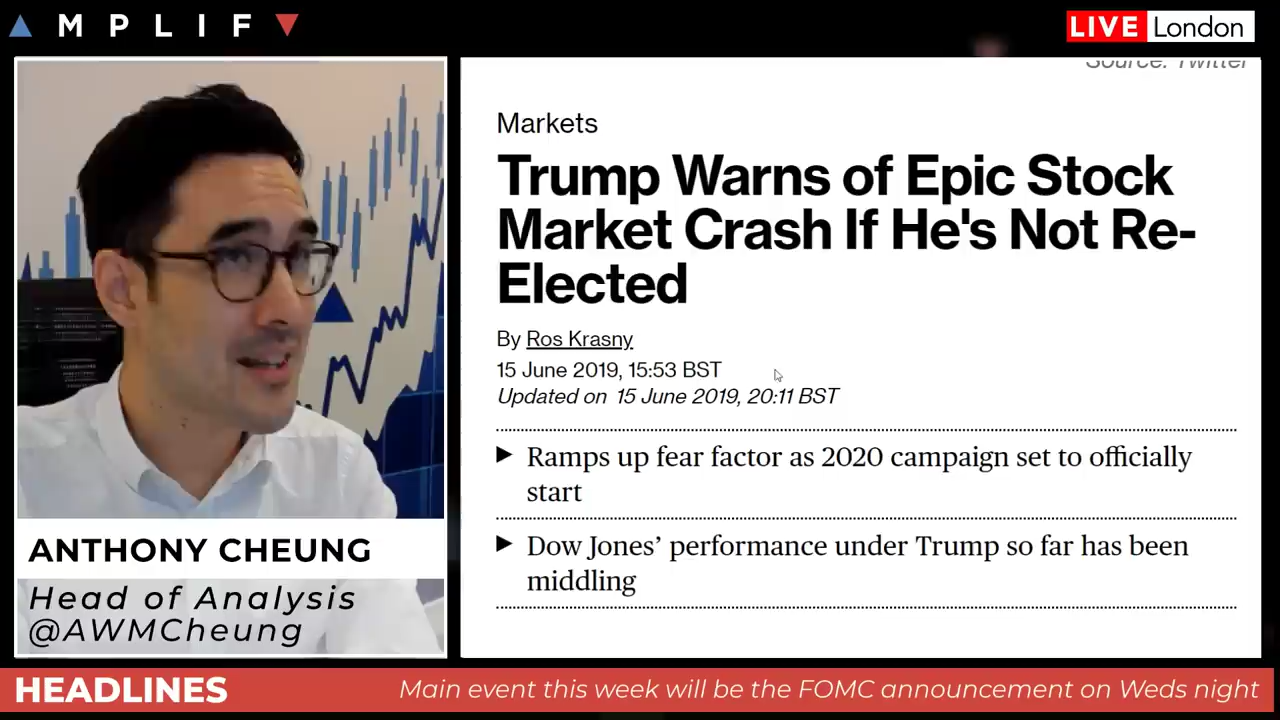 AMPLIFY
LIVE London
Source: Twitter
Markets
Trump Warns of Epic Stock
Market Crash If He's Not Re-
Elected
By Ros Krasny
15 June 2019, 15:53 BST
Updated on 15 June 2019, 20:11 BST
Ramps up fear factor as 2020 campaign set to officially
start
Dow Jones’ performance under Trump so far has been
middling
ANTHONY CHEUNG
Head of Analysis
@AWMCheung
HEADLINES
Main event this week will be the FOMC announcement on Weds night